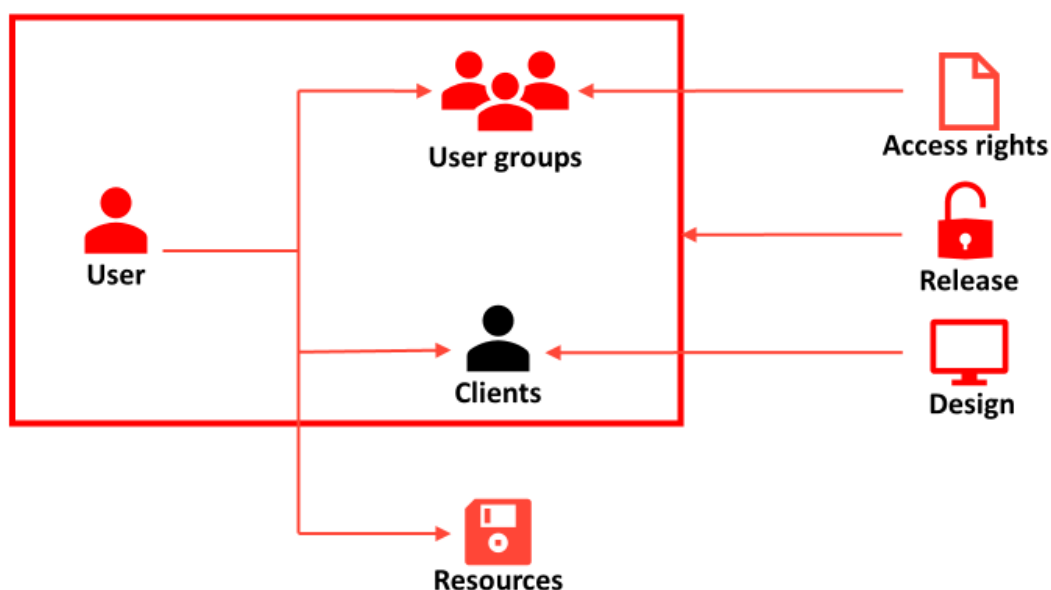 User groups
Access rights
User
Release
Clients
Design
Resources